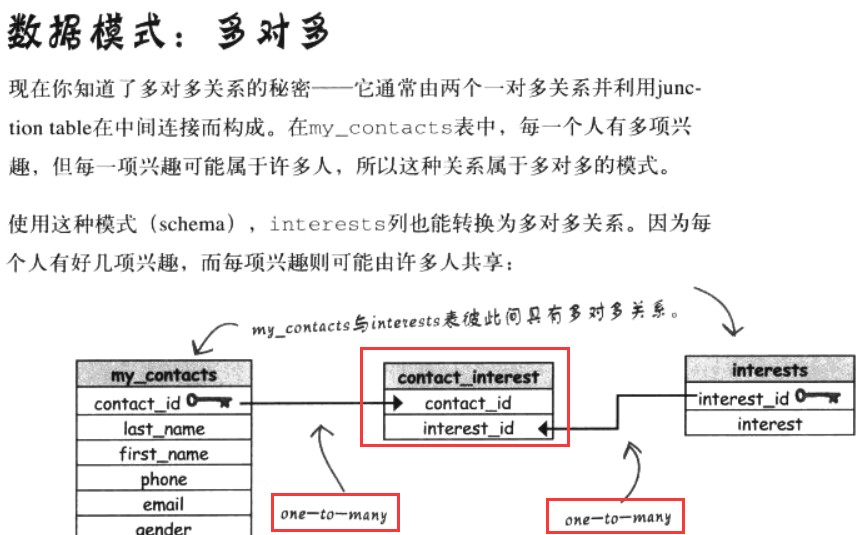 数据模式：多对多
现在你知道了多对多关系的秘密——它通常由两个一对多关系并利用junc-
tion table在中间连接而构成。在my_contacts表中，每一个人有多项兴
趣，但每一项兴趣可能属于许多人，所以这种关系属于多对多的模式。
使用这种模式（schema），interests列也能转换为多对多关系。因为每
个人有好几项兴趣，而每项兴趣则可能由许多人共享：
my_contacts与interests表彼此间具有多对多关系。
my_contacts
contact_id
last_name
first_name
phone
email
gender
contact_interest
contact_id
interest_id
interests
interest_id
interest
one-to-many
one-to-many